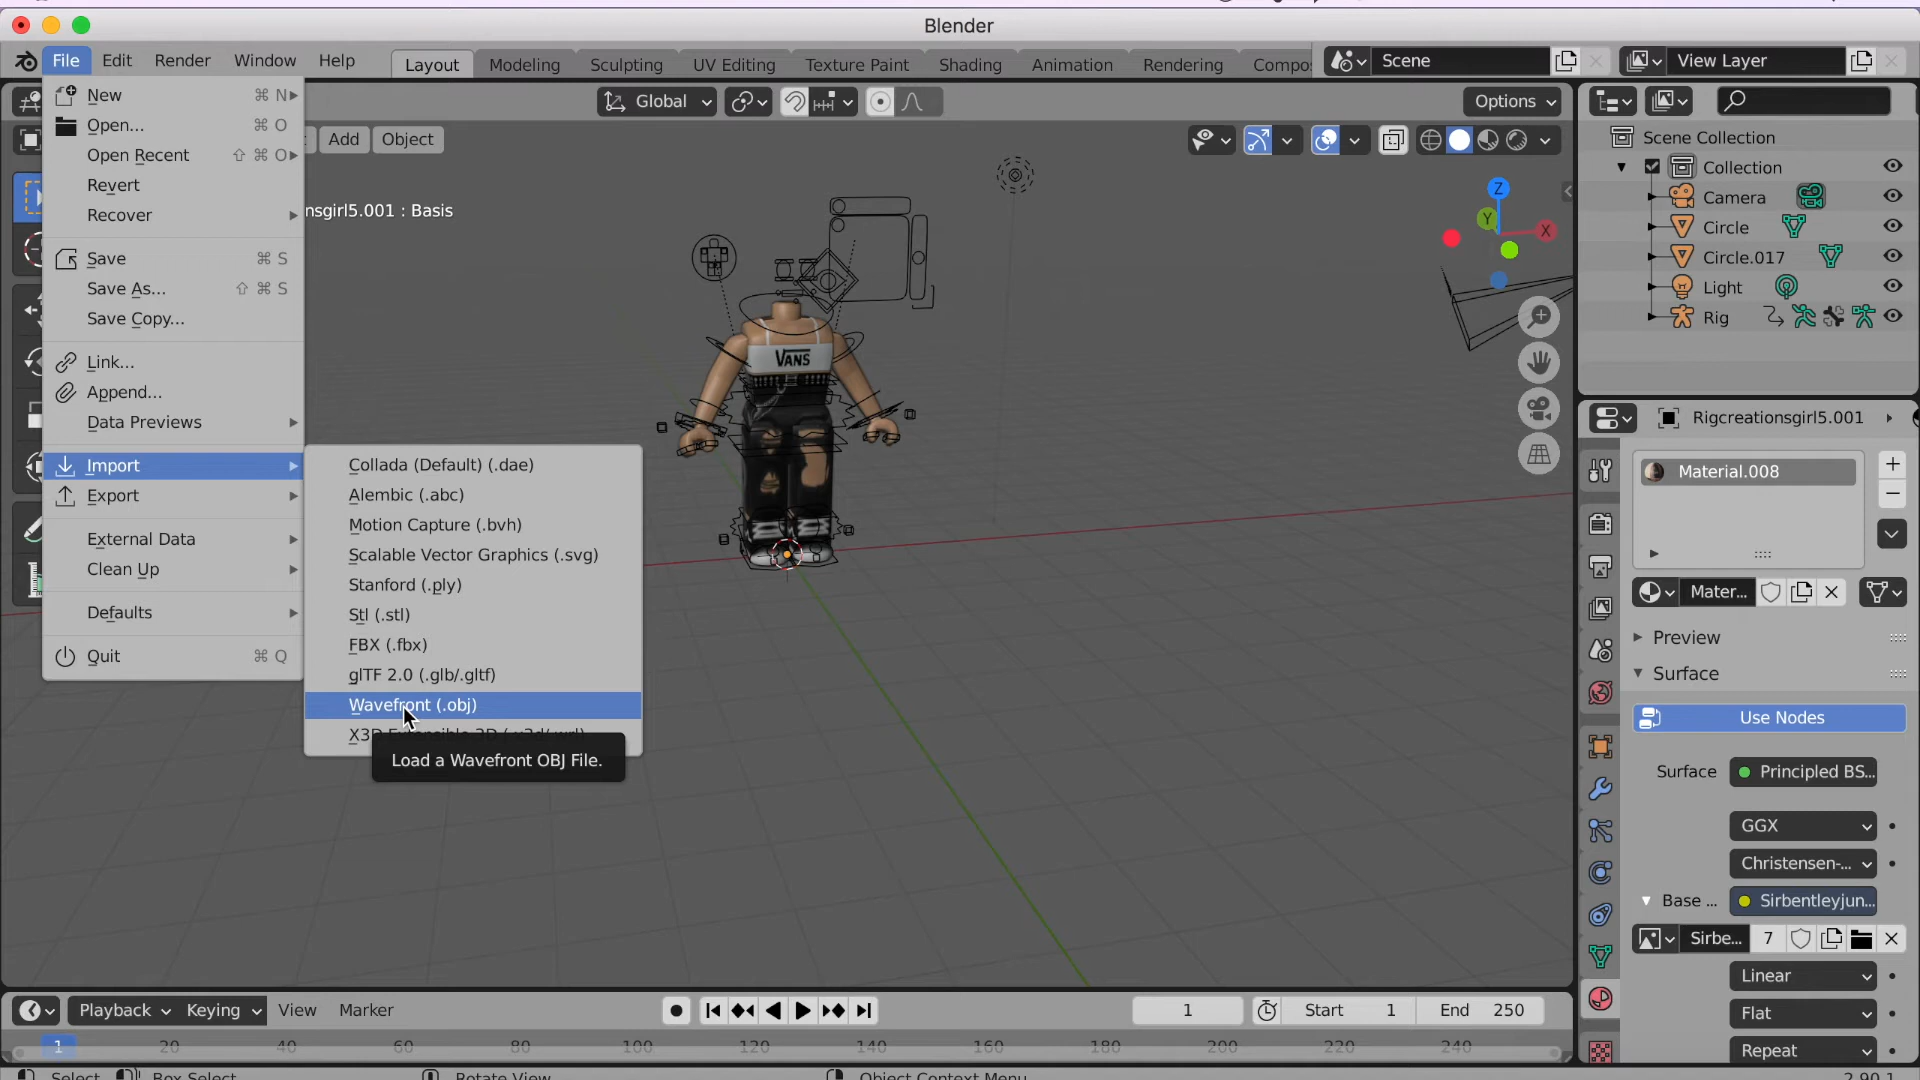 Blender
File Edit Render Window Help Layout Modeling Sculpting UV Editing Texture Paint Shading Animation Rendering Compos Scene View Layer
New ⌘ N
Open... ⌘ O
Open Recent ⇧ ⌘ O
Revert
Recover
Save ⌘ S
Save As... ⇧ ⌘ S
Save Copy...
Link...
Append...
Data Previews
Import
Export
External Data
Clean Up
Defaults
Quit ⌘ Q
Collada (Default) (.dae)
Alembic (.abc)
Motion Capture (.bvh)
Scalable Vector Graphics (.svg)
Stanford (.ply)
Stl (.stl)
FBX (.fbx)
glTF 2.0 (.glb/.gltf)
Wavefront (.obj)
X3D Extensible 3D (.x3d/.wrl)
Load a Wavefront OBJ File.
Global
Options
Add Object
nsgirl5.001 : Basis
VANS
Z
Y
X
Scene Collection
Collection
Camera
Circle
Circle.017
Light
Rig
Rigcreationsgirl5.001
Material.008
Mater...
Preview
Surface
Use Nodes
Surface Principled BS...
GGX
Christensen-...
Base ... Sirbentleyjun...
Sirbe... 7
Linear
Flat
Repeat
Playback Keying View Marker 1 Start 1 End 250
1 20 40 60 80 100 120 140 160 180 200 220 240
Select Box Select Rotate View Object Context Menu 2.90.1